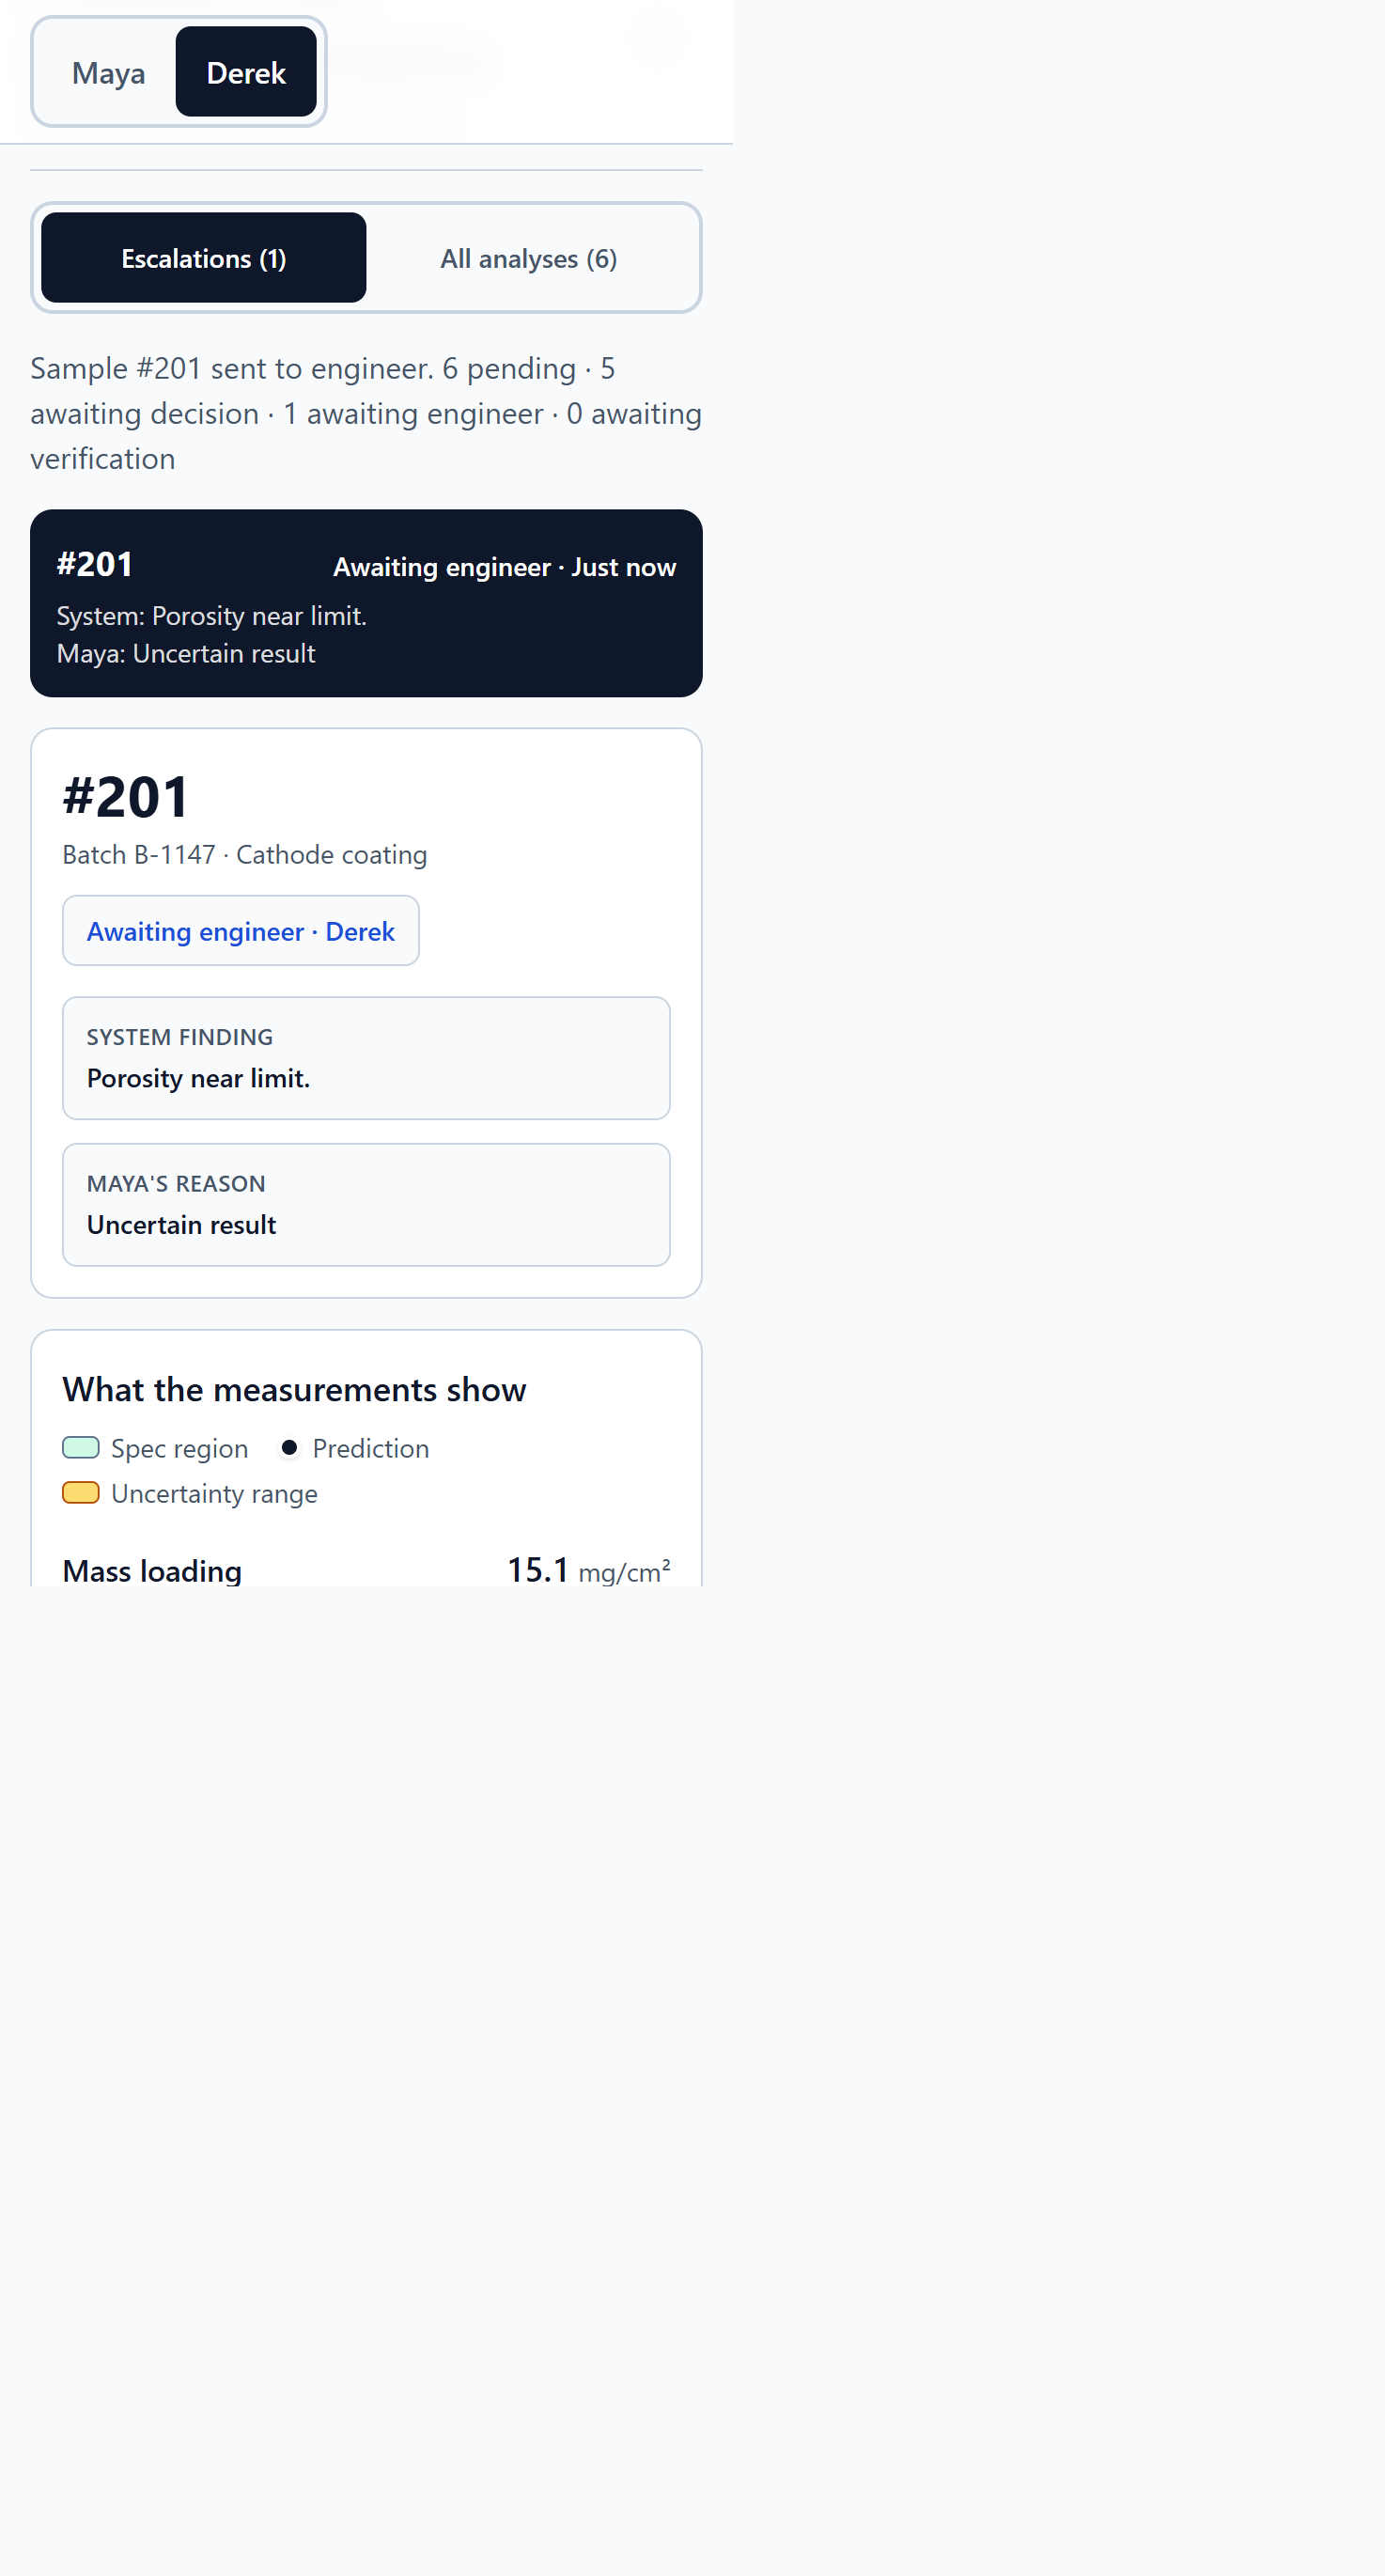 Maya
Derek
Escalations (1)
All analyses (6)
Sample #201 sent to engineer. 6 pending · 5
awaiting decision · 1 awaiting engineer · 0 awaiting
verification
#201
Awaiting engineer · Just now
System: Porosity near limit.
Maya: Uncertain result
#201
Batch B-1147 · Cathode coating
Awaiting engineer · Derek
SYSTEM FINDING
Porosity near limit.
MAYA'S REASON
Uncertain result
What the measurements show
Spec region
Prediction
Uncertainty range
Mass loading
15.1 mg/cm²